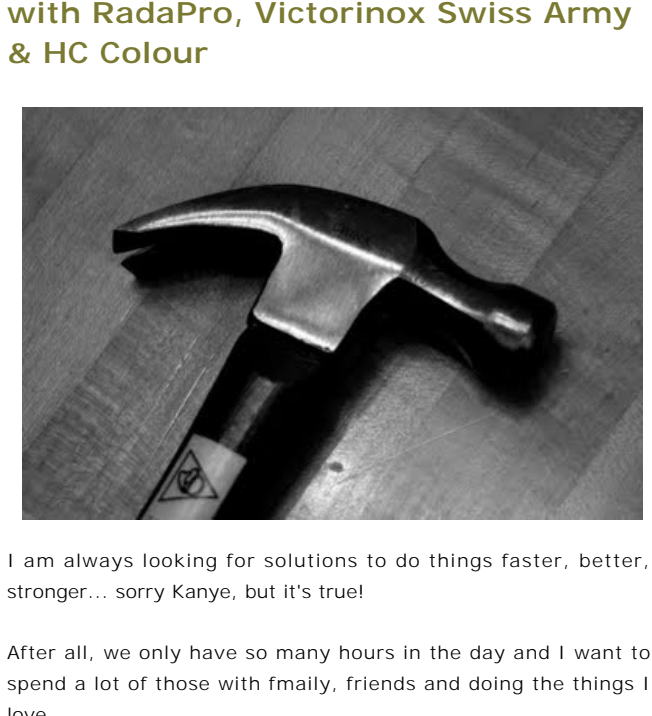 with RadaPro, Victorinox Swiss Army
& HC Colour
I am always looking for solutions to do things faster, better,
stronger... sorry Kanye, but it's true!
After all, we only have so many hours in the day and I want to
spend a lot of those with fmaily, friends and doing the things I
love